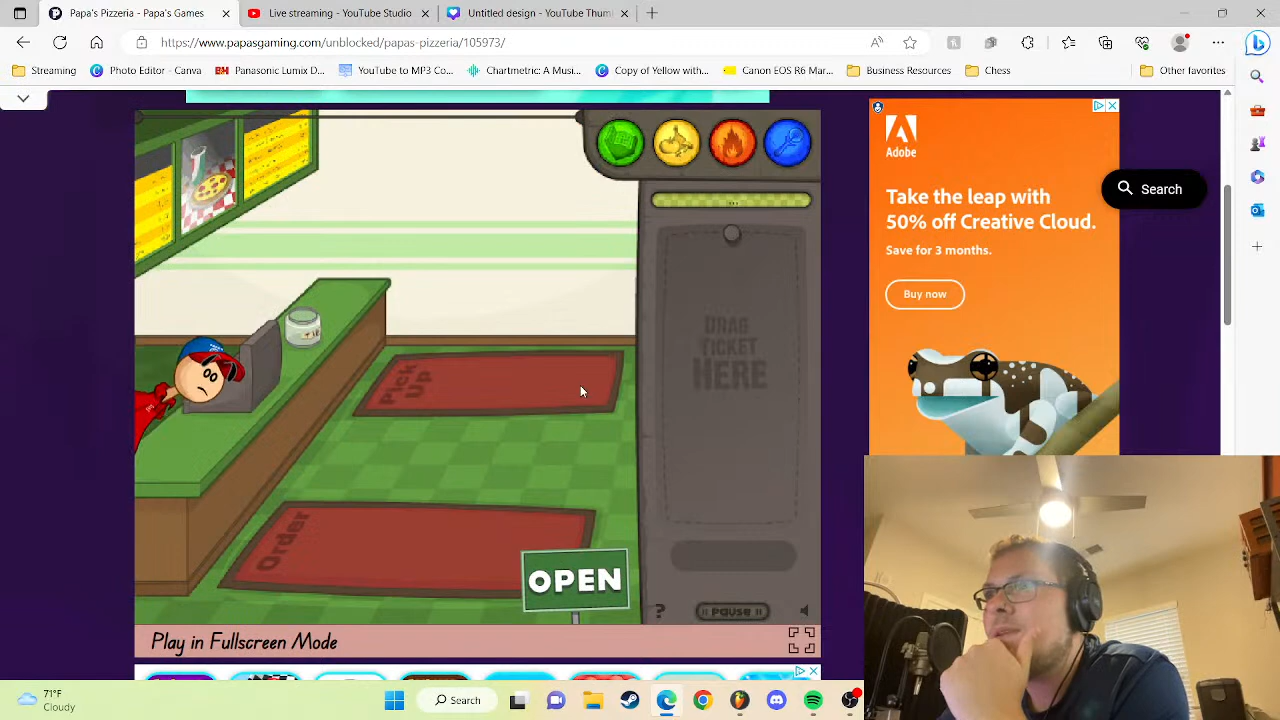 Papa's Pizzeria - Papa's Games
Live streaming - YouTube Studio
Untitled design - YouTube Thum
https://www.papasgaming.com/unblocked/papas-pizzeria/105973/
Streaming
Photo editor - Canva
Panasonic Lumix D...
YouTube to MP3 Co...
Chartmetric | A Musi...
Copy of Yellow
Canon EOS R6 Mar...
Business Resources
Chess
Other favorites
Pick Up
Order
OPEN
DRAG
TICKET
HERE
?
PAUSE
Play in Fullscreen Mode
Adobe
Take the leap with
50% off Creative Cloud.
Save for 3 months.
Buy now
Search
71°F
Cloudy
Search